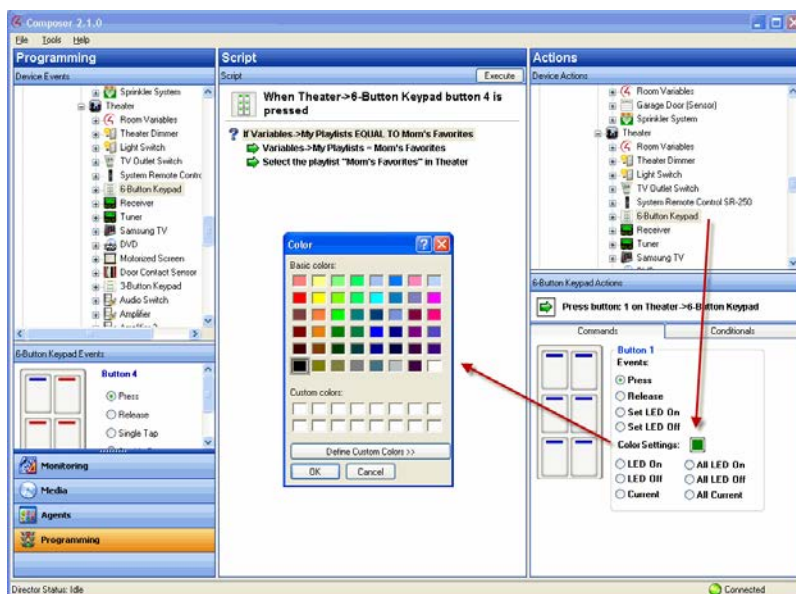 Composer 2.1.0
File Tools Help
Programming
Device Events
Sprinkler System
Theater
Room Variables
Theater Dimmer
Light Switch
TV Outlet Switch
System Remote Contro
6-Button Keypad
Receiver
Tuner
Samsung TV
DVD
Motorized Screen
Door Contact Sensor
3-Button Keypad
Audio Switch
Amplifier
6-Button Keypad Events
Button 4
Press
Release
Single Tap
Monitoring
Media
Agents
Programming
Script
Script
Execute
When Theater->6-Button Keypad button 4 is
pressed
If Variables->My Playlists EQUAL TO Mom's Favorites
Variables->My Playlists = Mom's Favorites
Select the playlist "Mom's Favorites" in Theater
Color
Basic colors:
Custom colors:
Define Custom Colors >>
OK
Cancel
Actions
Device Actions
Room Variables
Garage Door (Sensor)
Sprinkler System
Theater
Room Variables
Theater Dimmer
Light Switch
TV Outlet Switch
System Remote Control SR-250
6-Button Keypad
Receiver
Tuner
Samsung TV
6-Button Keypad Actions
Press button: 1 on Theater->6-Button Keypad
Commands
Conditionals
Button 1
Events:
Press
Release
Set LED On
Set LED Off
Color Settings:
LED On
All LED On
LED Off
All LED Off
Current
All Current
Director Status: Idle
Connected